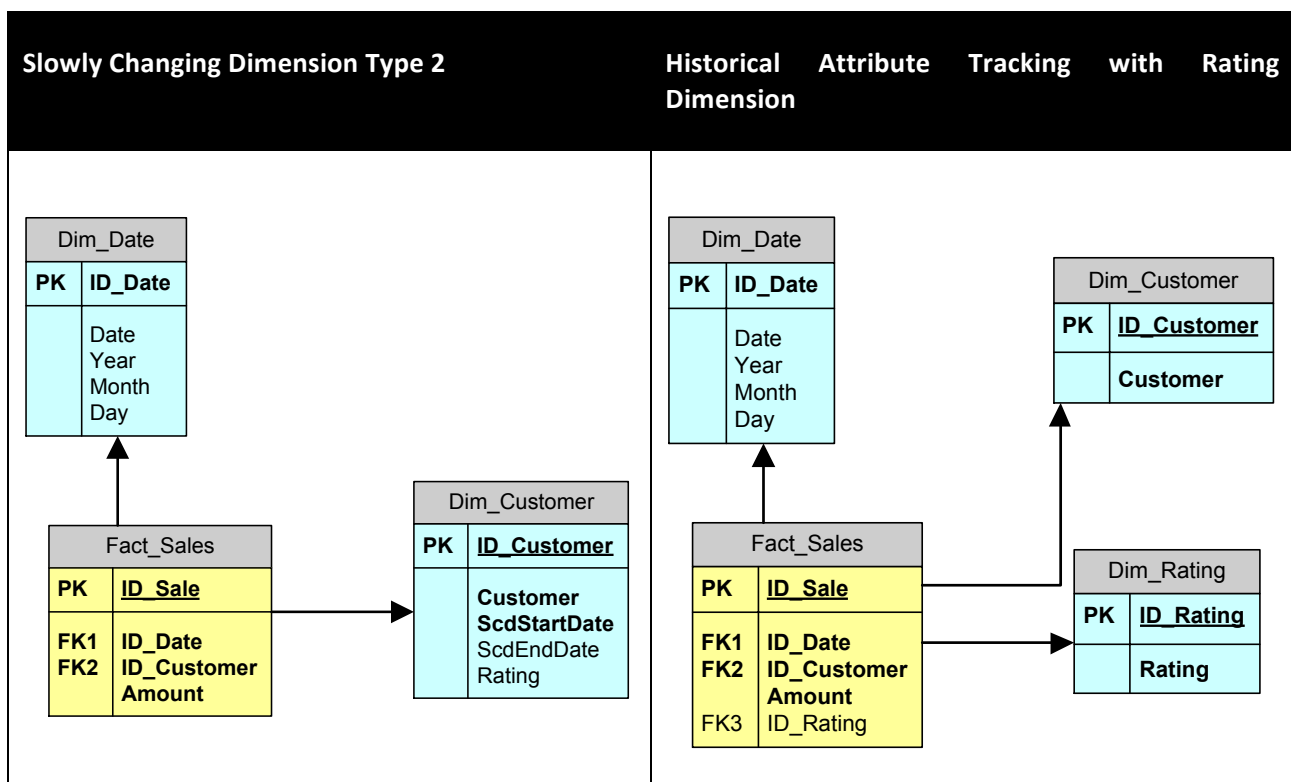 Slowly Changing Dimension Type 2
Historical Attribute Tracking with Rating
Dimension
Dim_Date
PK ID_Date
Date
Year
Month
Day
Fact_Sales
PK ID_Sale
FK1 ID_Date
FK2 ID_Customer
Amount
Dim_Customer
PK ID_Customer
Customer
ScdStartDate
ScdEndDate
Rating
Dim_Date
PK ID_Date
Date
Year
Month
Day
Dim_Customer
PK ID_Customer
Customer
Fact_Sales
PK ID_Sale
FK1 ID_Date
FK2 ID_Customer
Amount
FK3 ID_Rating
Dim_Rating
PK ID_Rating
Rating